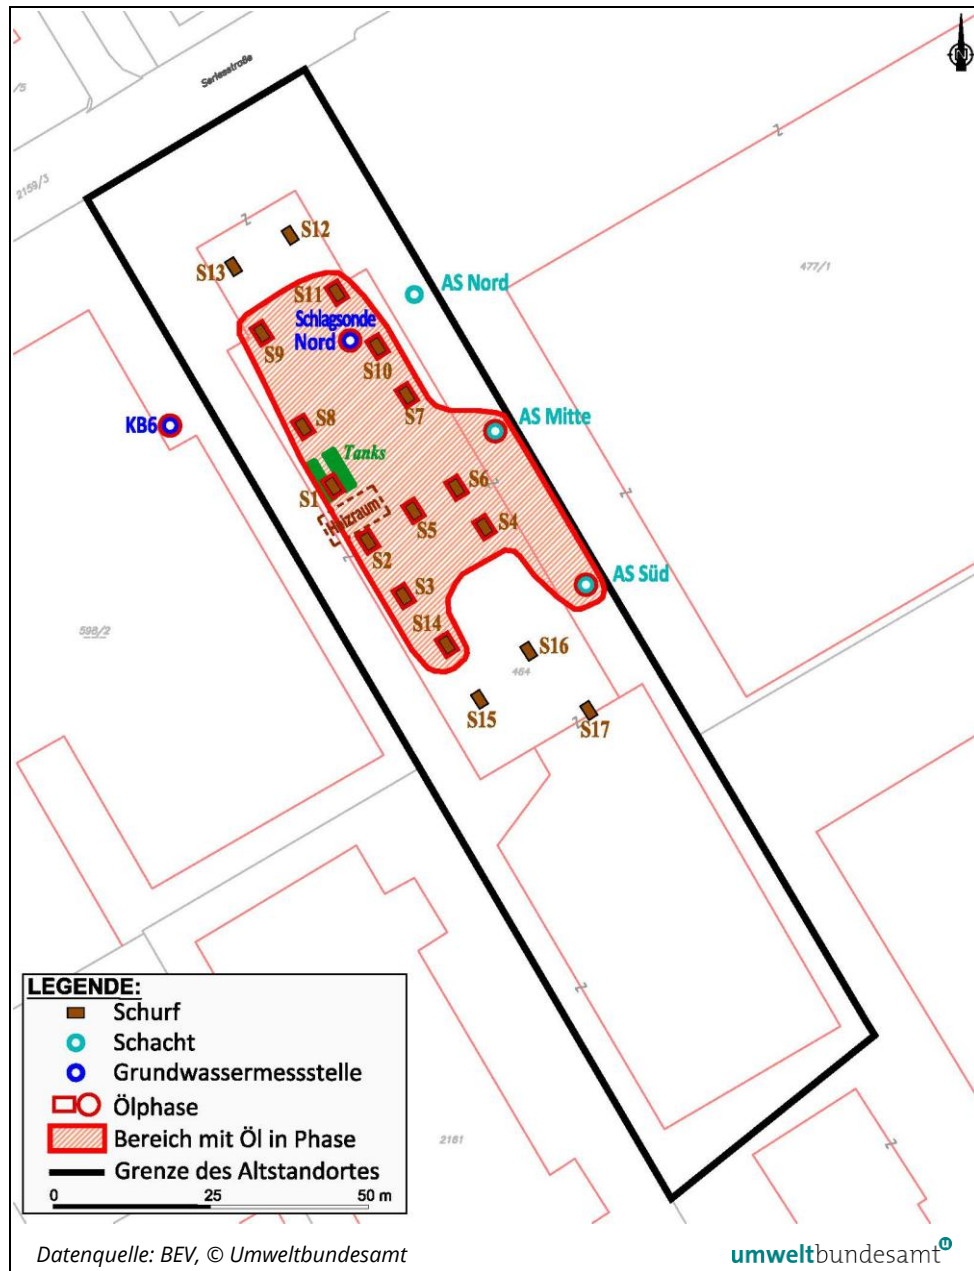 Serlesstraße
N
/5
2159/3
S12
S13
AS Nord
477/1
S11
Schlagsonde
Nord
S9
S10
S7
AS Mitte
KB6
S8
Tanks
S6
S1
Heizraum
S5
S4
S2
AS Süd
S3
598/2
S14
S16
464
S15
S17
LEGENDE:
Schurf
Schacht
Grundwassermessstelle
Ölphase
Bereich mit Öl in Phase
Grenze des Altstandortes
0 25 50 m
2161
Datenquelle: BEV, © Umweltbundesamt
umweltbundesamt u